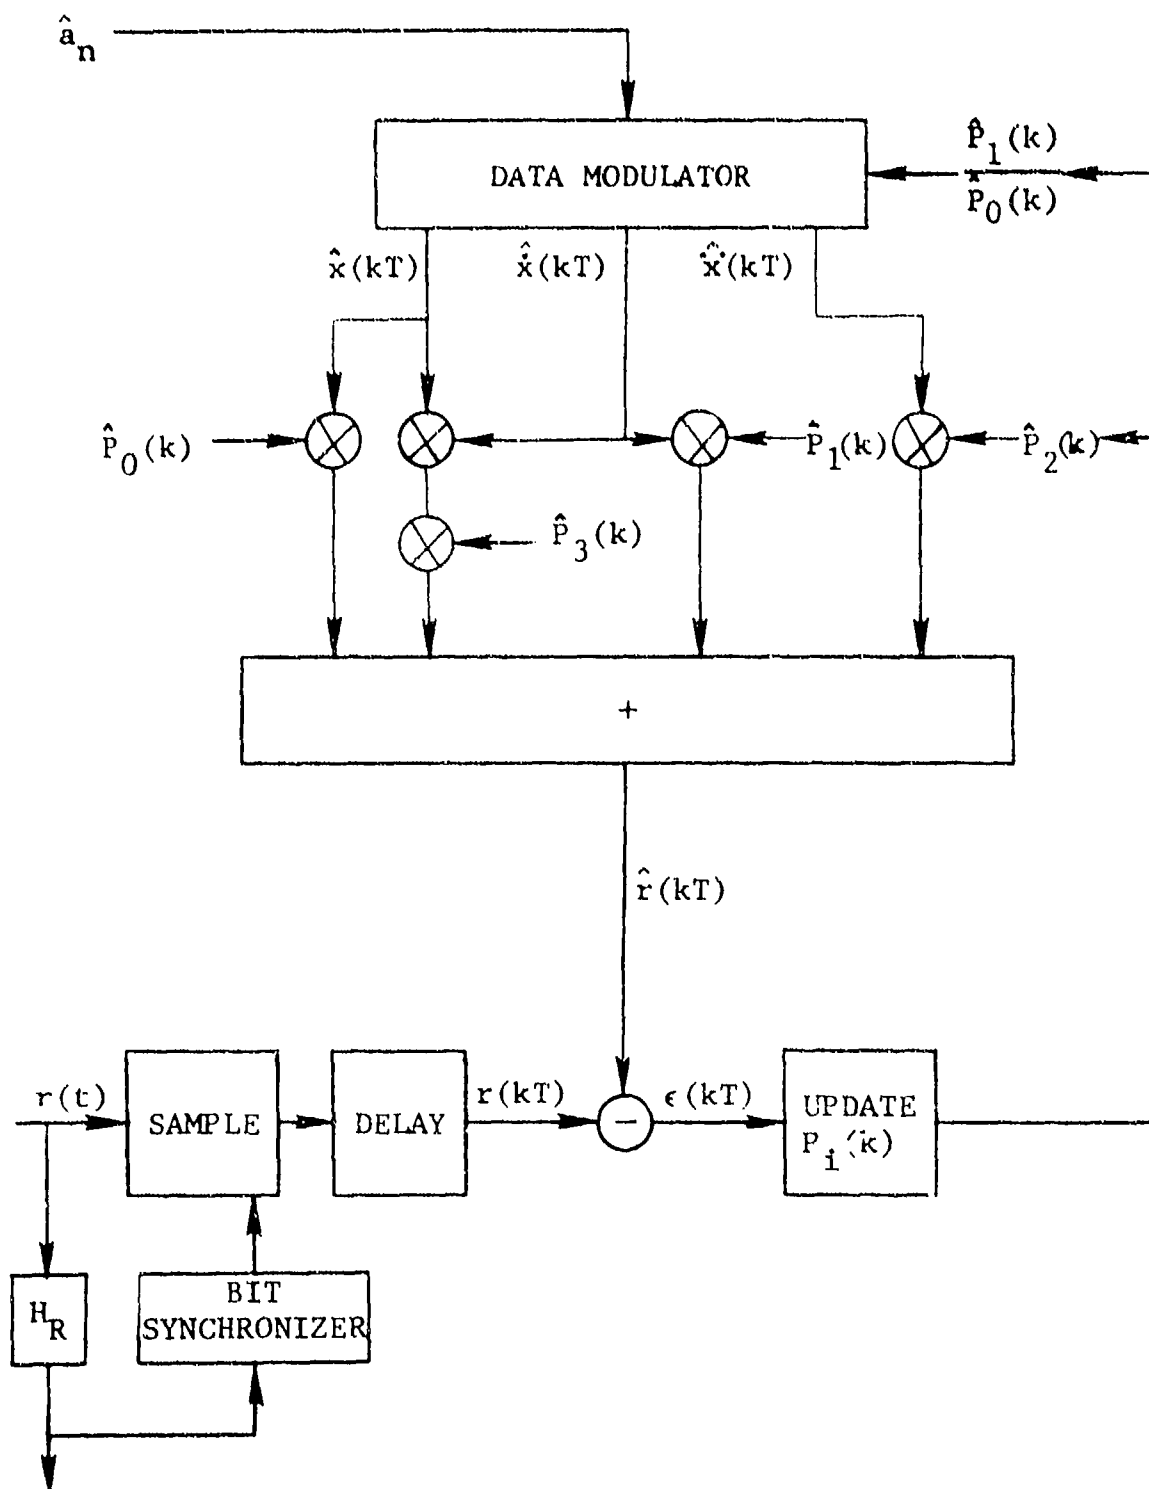 â_n
DATA MODULATOR
P̂_1(k)
P̂_0(k)
x̂(kT)
ẋ̂(kT)
ẍ̂(kT)
P̂_0(k)
P̂_1(k)
P̂_2(k)
P̂_3(k)
+
r̂(kT)
r(t)
SAMPLE
DELAY
r(kT)
−
ϵ(kT)
UPDATE
P_i(k)
H_R
BIT
SYNCHRONIZER